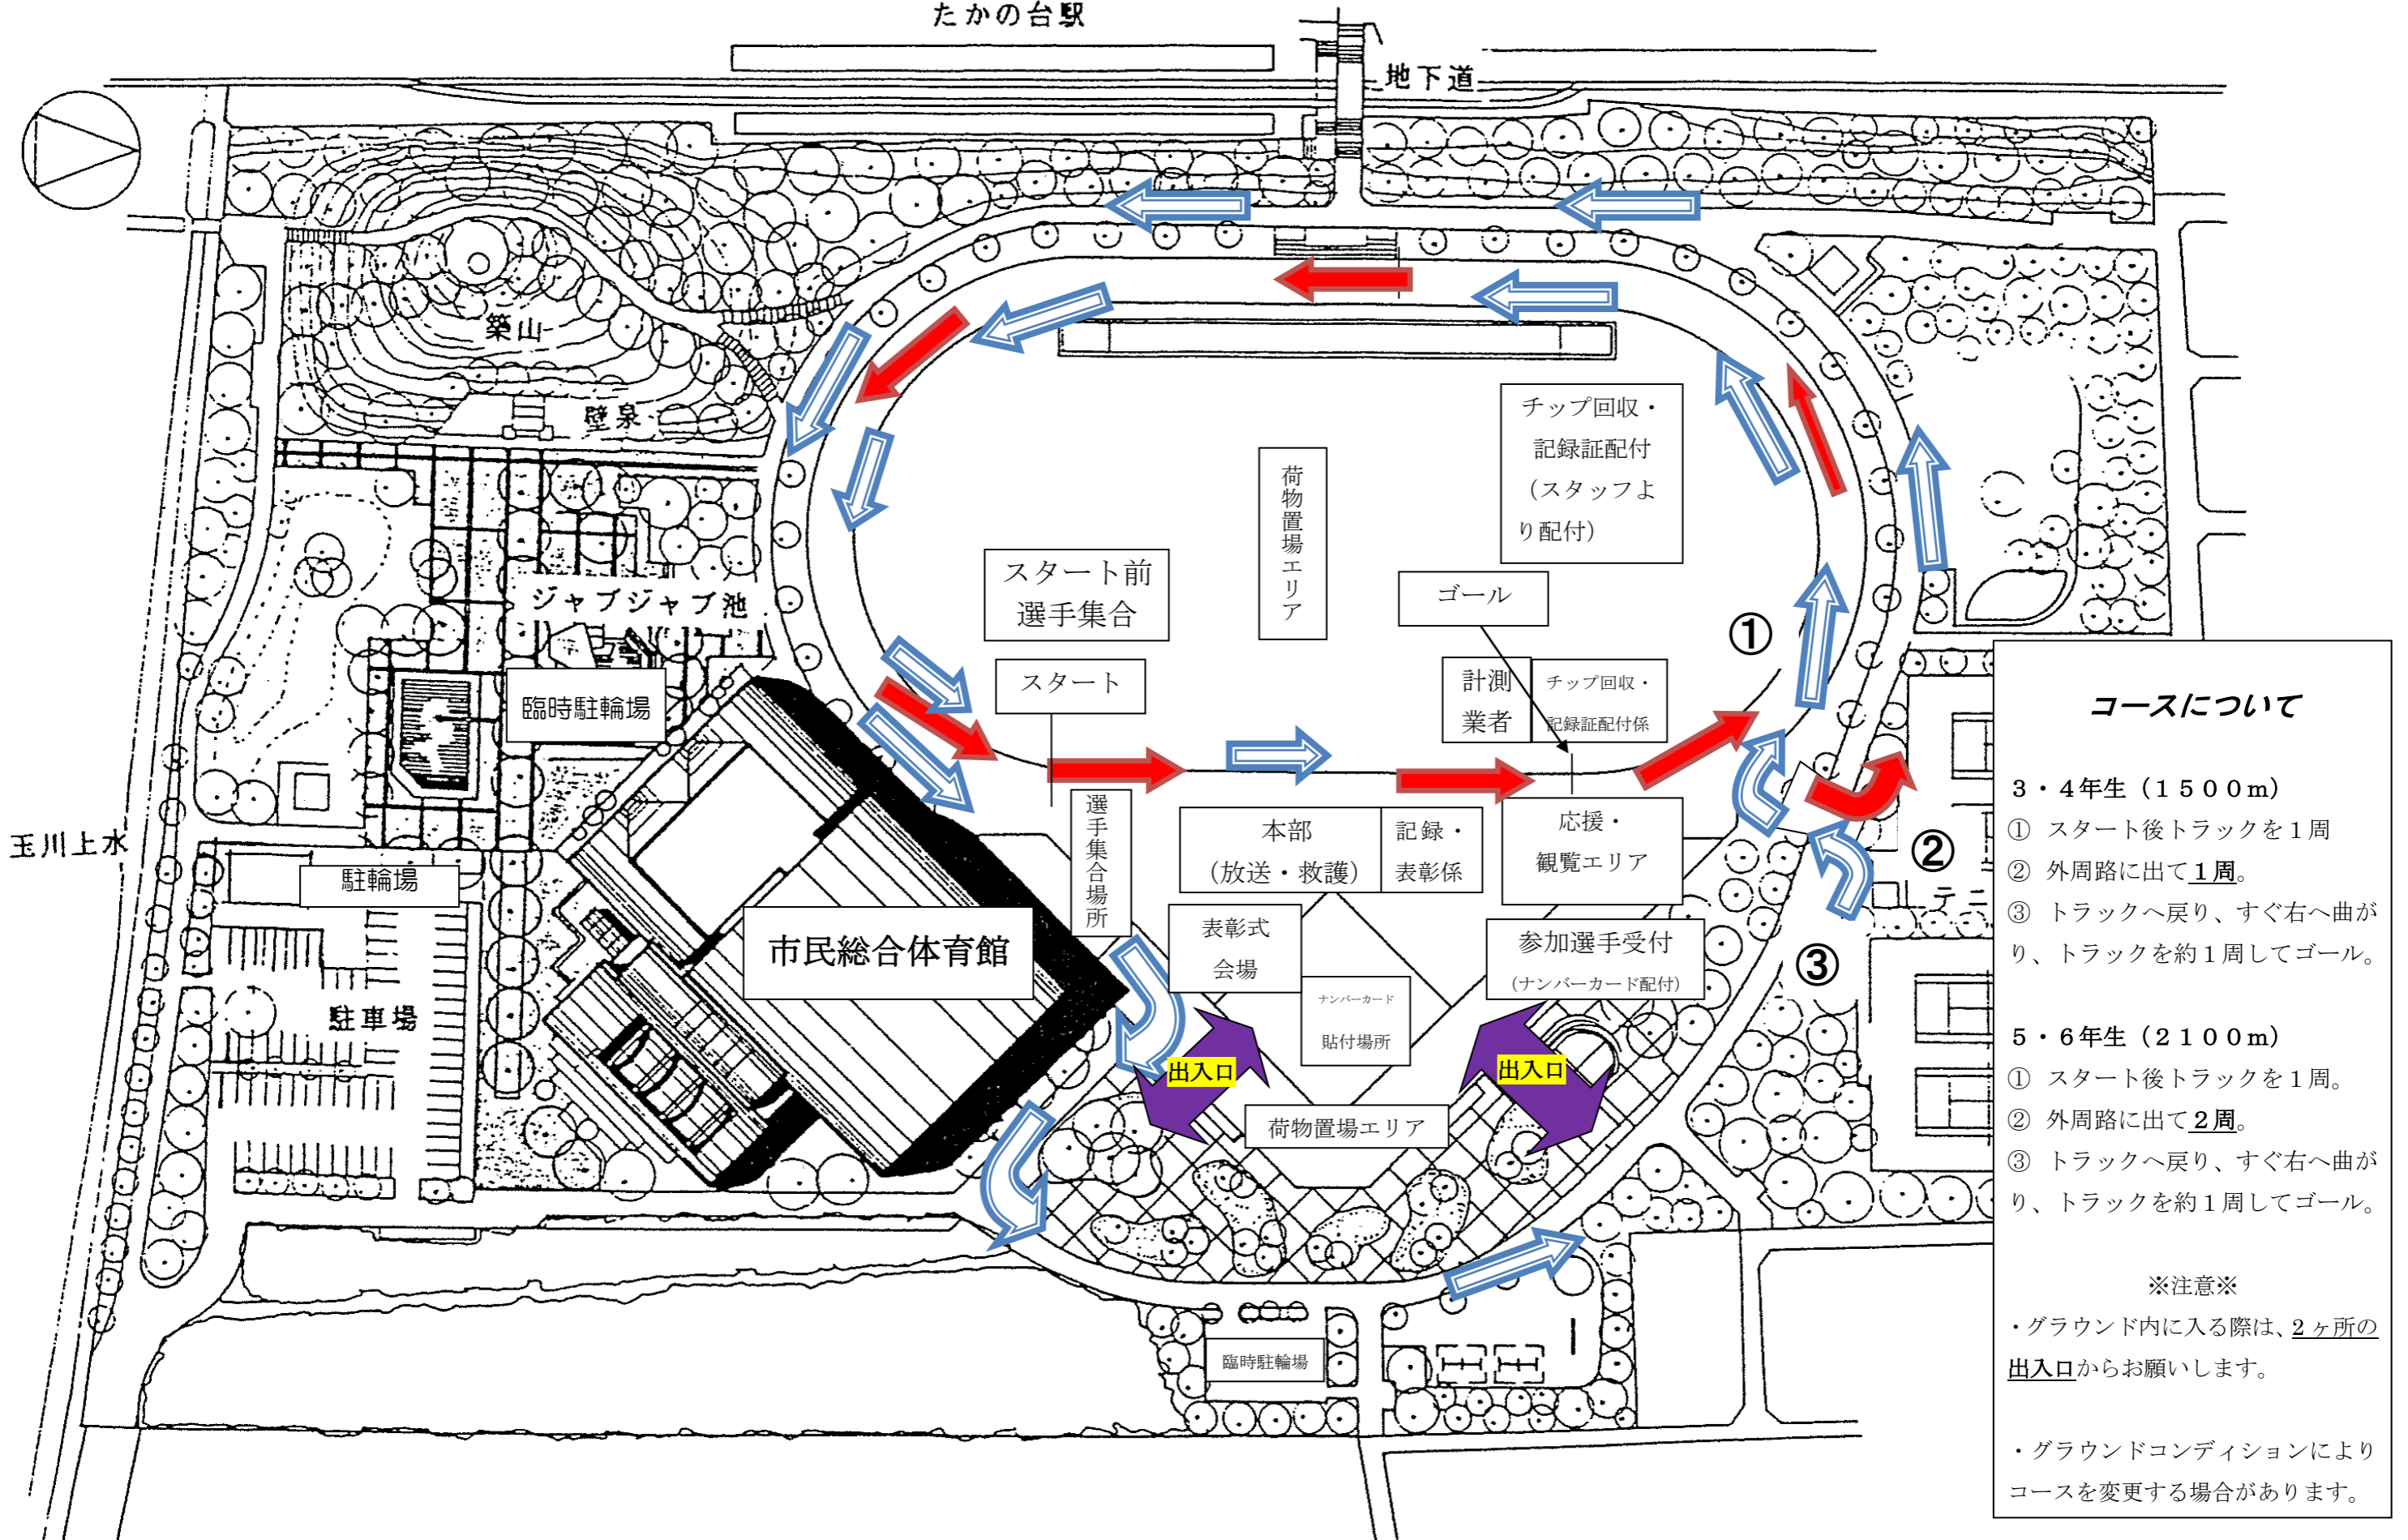 たかの台駅
地下道
築山
壁泉
チップ回収・
記録証配付
（スタッフよ
り配付）
荷物置場エリア
スタート前
選手集合
ゴール
ジャブジャブ池
①
スタート
計測
業者
チップ回収・
記録証配付係
臨時駐輪場
玉川上水
駐輪場
選手集合場所
本部
（放送・救護）
記録・
表彰係
応援・
観覧エリア
②
テニ
市民総合体育館
表彰式
会場
参加選手受付
（ナンバーカード配付）
③
ナンバーカード
貼付場所
駐車場
出入口
出入口
荷物置場エリア
臨時駐輪場
コースについて
３・４年生（１５００ｍ）
① スタート後トラックを１周
② 外周路に出て１周。
③ トラックへ戻り、すぐ右へ曲が
り、トラックを約１周してゴール。
５・６年生（２１００ｍ）
① スタート後トラックを１周。
② 外周路に出て２周。
③ トラックへ戻り、すぐ右へ曲が
り、トラックを約１周してゴール。
※注意※
・グラウンド内に入る際は、２ヶ所の
出入口からお願いします。
・グラウンドコンディションにより
コースを変更する場合があります。